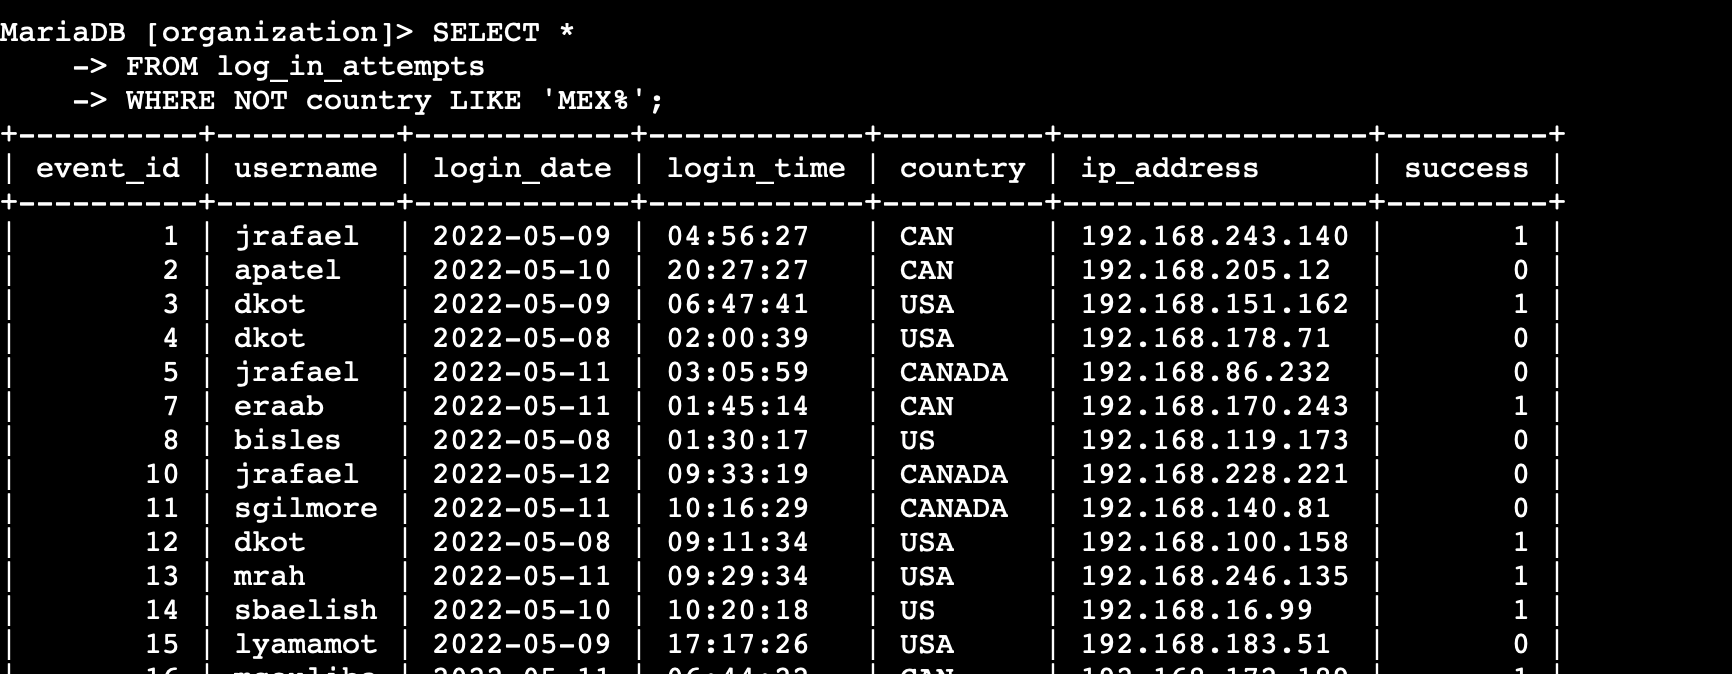 MariaDB [organization]> SELECT *
    -> FROM log_in_attempts
    -> WHERE NOT country LIKE 'MEX%';
+----------+----------+------------+------------+---------+-----------------+---------+
| event_id | username | login_date | login_time | country | ip_address      | success |
+----------+----------+------------+------------+---------+-----------------+---------+
|        1 | jrafael  | 2022-05-09 | 04:56:27   | CAN     | 192.168.243.140 |       1 |
|        2 | apatel   | 2022-05-10 | 20:27:27   | CAN     | 192.168.205.12  |       0 |
|        3 | dkot     | 2022-05-09 | 06:47:41   | USA     | 192.168.151.162 |       1 |
|        4 | dkot     | 2022-05-08 | 02:00:39   | USA     | 192.168.178.71  |       0 |
|        5 | jrafael  | 2022-05-11 | 03:05:59   | CANADA  | 192.168.86.232  |       0 |
|        7 | eraab    | 2022-05-11 | 01:45:14   | CAN     | 192.168.170.243 |       1 |
|        8 | bisles   | 2022-05-08 | 01:30:17   | US      | 192.168.119.173 |       0 |
|       10 | jrafael  | 2022-05-12 | 09:33:19   | CANADA  | 192.168.228.221 |       0 |
|       11 | sgilmore | 2022-05-11 | 10:16:29   | CANADA  | 192.168.140.81  |       0 |
|       12 | dkot     | 2022-05-08 | 09:11:34   | USA     | 192.168.100.158 |       1 |
|       13 | mrah     | 2022-05-11 | 09:29:34   | USA     | 192.168.246.135 |       1 |
|       14 | sbaelish | 2022-05-10 | 10:20:18   | US      | 192.168.16.99   |       1 |
|       15 | lyamamot | 2022-05-09 | 17:17:26   | USA     | 192.168.183.51  |       0 |